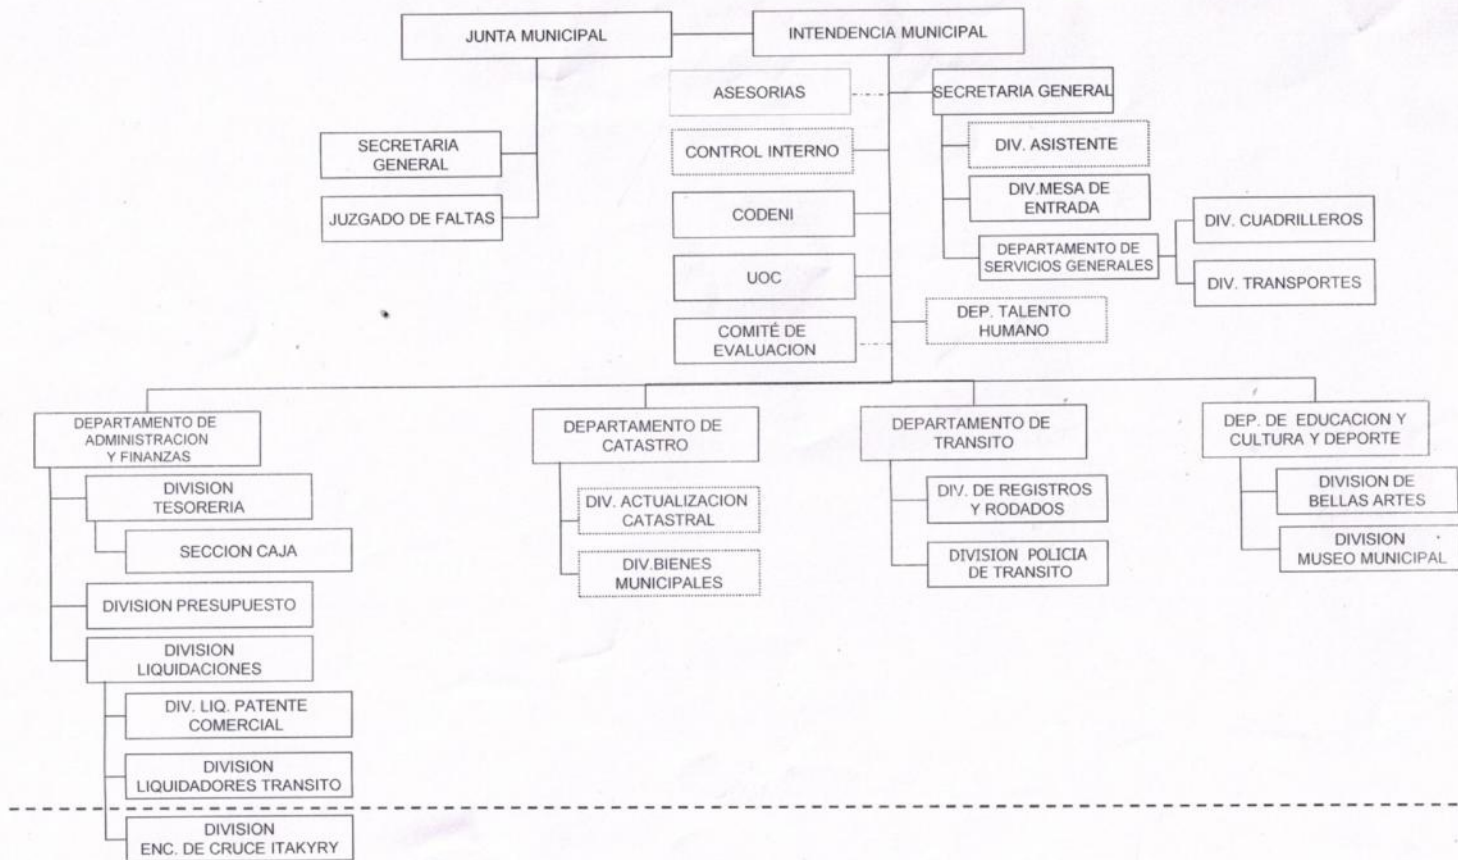 JUNTA MUNICIPAL
INTENDENCIA MUNICIPAL
ASESORIAS
SECRETARIA GENERAL
SECRETARIA
GENERAL
CONTROL INTERNO
DIV. ASISTENTE
JUZGADO DE FALTAS
CODENI
DIV.MESA DE
ENTRADA
DIV. CUADRILLEROS
DEPARTAMENTO DE
SERVICIOS GENERALES
UOC
DIV. TRANSPORTES
COMITÉ DE
EVALUACION
DEP. TALENTO
HUMANO
DEPARTAMENTO DE
ADMINISTRACION
Y FINANZAS
DIVISION
TESORERIA
SECCION CAJA
DIVISION PRESUPUESTO
DIVISION
LIQUIDACIONES
DIV. LIQ. PATENTE
COMERCIAL
DIVISION
LIQUIDADORES TRANSITO
DIVISION
ENC. DE CRUCE ITAKYRY
DEPARTAMENTO DE
CATASTRO
DIV. ACTUALIZACION
CATASTRAL
DIV.BIENES
MUNICIPALES
DEPARTAMENTO DE
TRANSITO
DIV. DE REGISTROS
Y RODADOS
DIVISION POLICIA
DE TRANSITO
DEP. DE EDUCACION Y
CULTURA Y DEPORTE
DIVISION DE
BELLAS ARTES
DIVISION
MUSEO MUNICIPAL